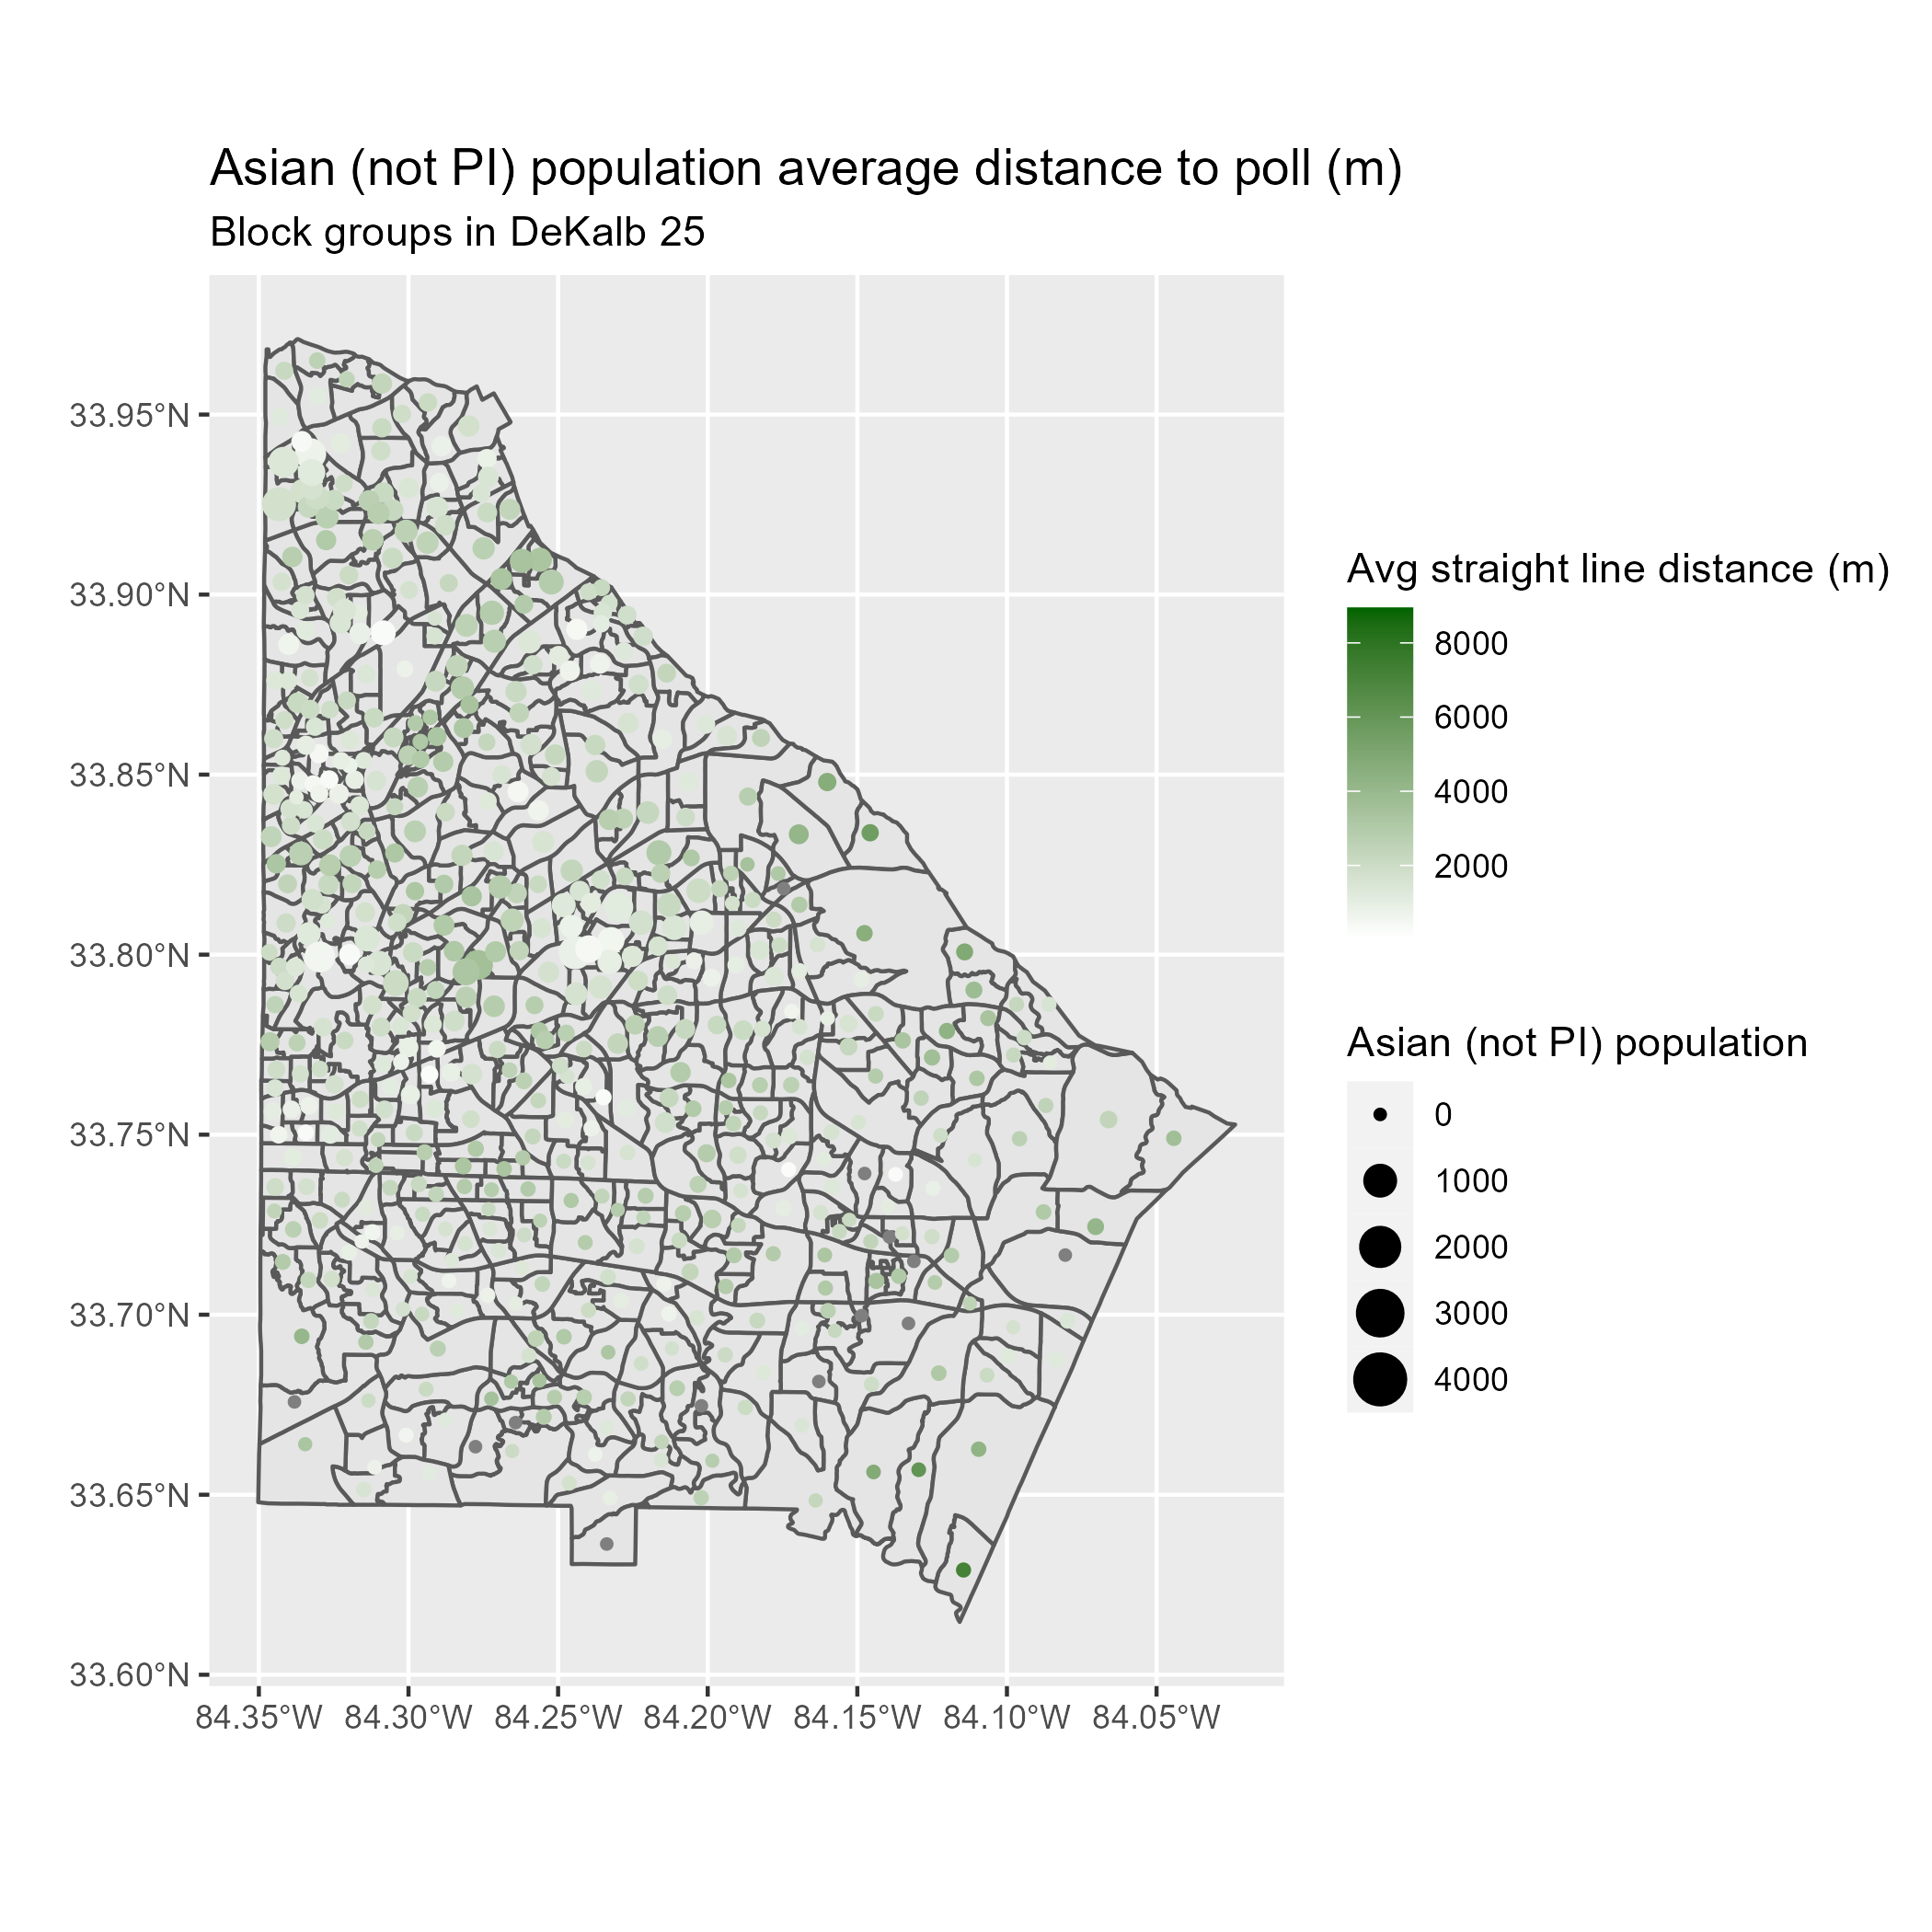 Asian (not PI) population average distance to poll (m)
Block groups in DeKalb 25
33.95°N
33.90°N
33.85°N
33.80°N
33.75°N
33.70°N
33.65°N
33.60°N
84.35°W 84.30°W 84.25°W 84.20°W 84.15°W 84.10°W 84.05°W
Avg straight line distance (m)
8000
6000
4000
2000
Asian (not PI) population
0
1000
2000
3000
4000